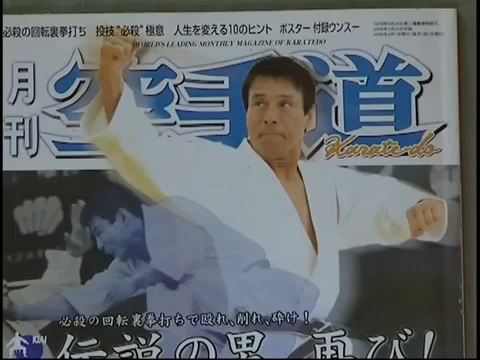 必殺の回転裏拳打ち 投技“必殺”極意 人生を変える10のヒント ポスター付録ウンスー
WORLD'S LEADING MONTHLY MAGAZINE OF KARATEDO
月刊 空手道
Karate-do
必殺の回転裏拳打ちで殴れ、削れ、砕け!
伝説の男、再び!